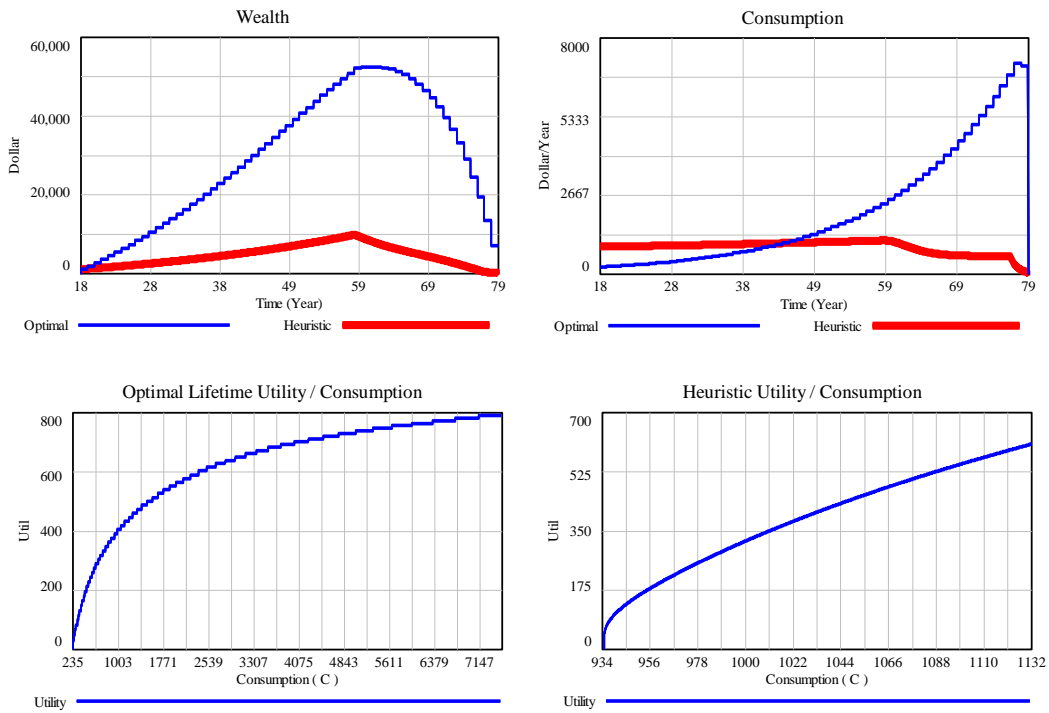 Wealth
60,000
40,000
20,000
0
Dollar
18 28 38 49 59 69 79
Time (Year)
Optimal Heuristic
Consumption
8000
5333
2667
0
Dollar/Year
18 28 38 49 59 69 79
Time (Year)
Optimal Heuristic
Optimal Lifetime Utility / Consumption
800
600
400
200
0
Util
235 1003 1771 2539 3307 4075 4843 5611 6379 7147
Consumption ( C )
Utility
Heuristic Utility / Consumption
700
525
350
175
0
Util
934 956 978 1000 1022 1044 1066 1088 1110 1132
Consumption ( C )
Utility